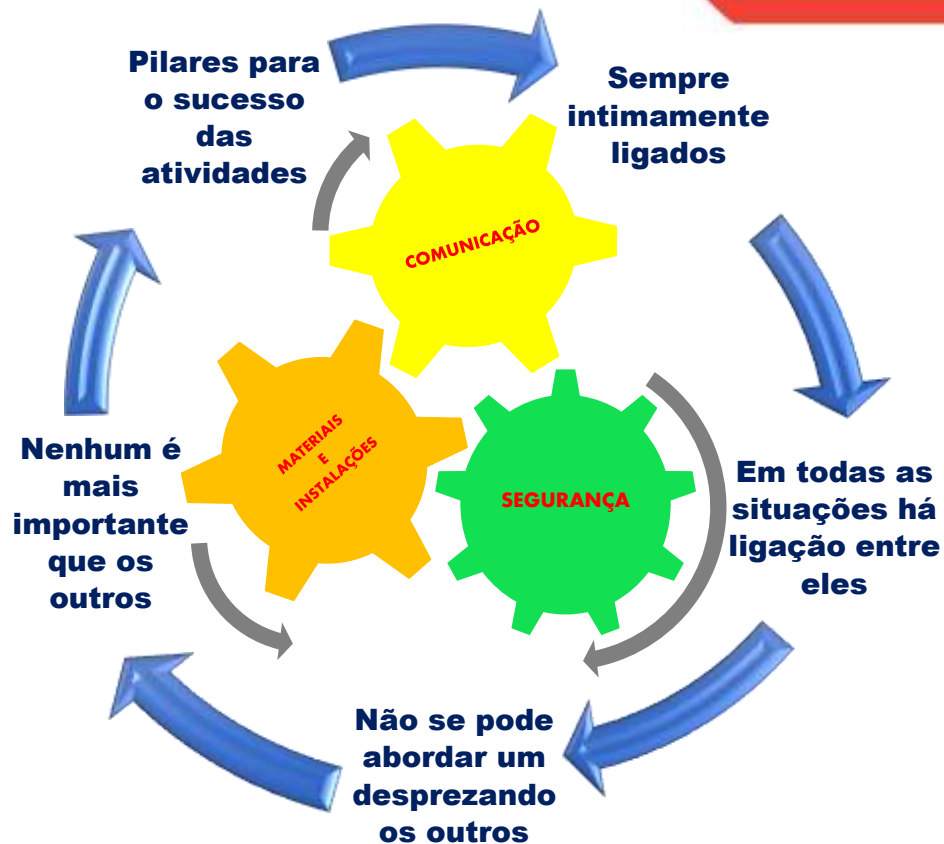 Pilares para
o sucesso
das
atividades
Sempre
intimamente
ligados
COMUNICAÇÃO
MATERIAIS
E
INSTALAÇÕES
SEGURANÇA
Em todas as
situações há
ligação entre
eles
Não se pode
abordar um
desprezando
os outros
Nenhum é
mais
importante
que os
outros